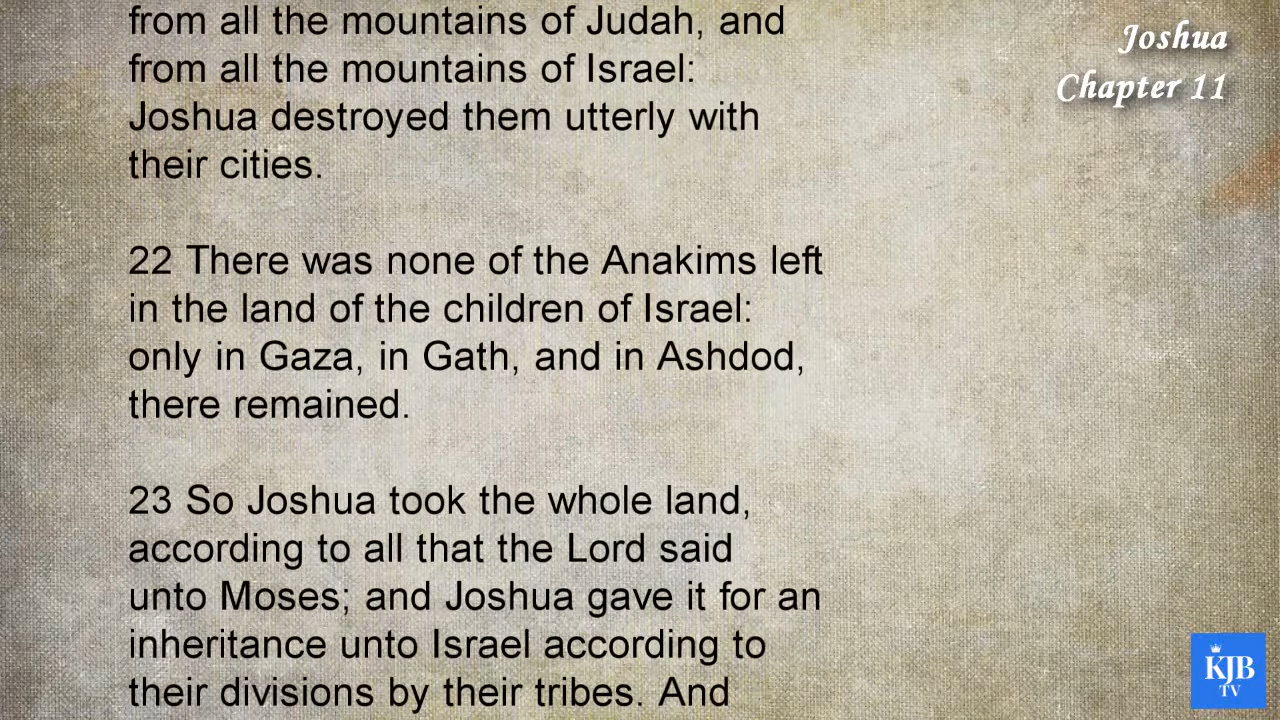 from all the mountains of Judah, and
from all the mountains of Israel:
Joshua destroyed them utterly with
their cities.
22 There was none of the Anakims left
in the land of the children of Israel:
only in Gaza, in Gath, and in Ashdod,
there remained.
23 So Joshua took the whole land,
according to all that the Lord said
unto Moses; and Joshua gave it for an
inheritance unto Israel according to
their divisions by their tribes. And
Joshua
Chapter 11
KJB
TV